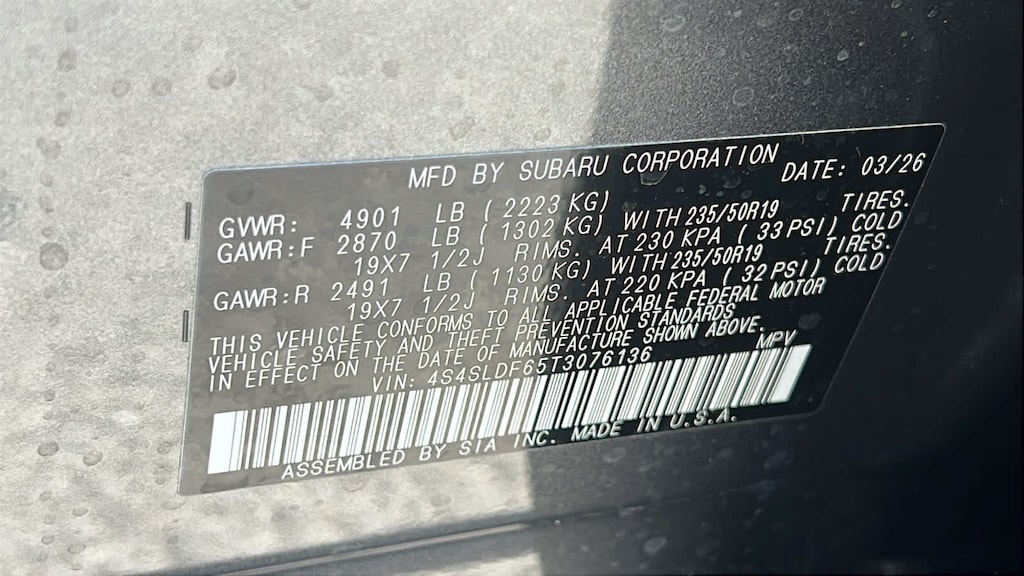 MFD BY SUBARU CORPORATION DATE: 03/26
GVWR: 4901 LB ( 2223 KG)
GAWR:F 2870 LB ( 1302 KG) WITH 235/50R19 TIRES.
19X7 1/2J RIMS. AT 230 KPA ( 33 PSI) COLD
GAWR:R 2491 LB ( 1130 KG) WITH 235/50R19 TIRES.
19X7 1/2J RIMS. AT 220 KPA ( 32 PSI) COLD
THIS VEHICLE CONFORMS TO ALL APPLICABLE FEDERAL MOTOR
VEHICLE SAFETY AND THEFT PREVENTION STANDARDS
IN EFFECT ON THE DATE OF MANUFACTURE SHOWN ABOVE.
VIN: 4S4SLDF65T3076136 MPV
ASSEMBLED BY SIA INC. MADE IN U.S.A.